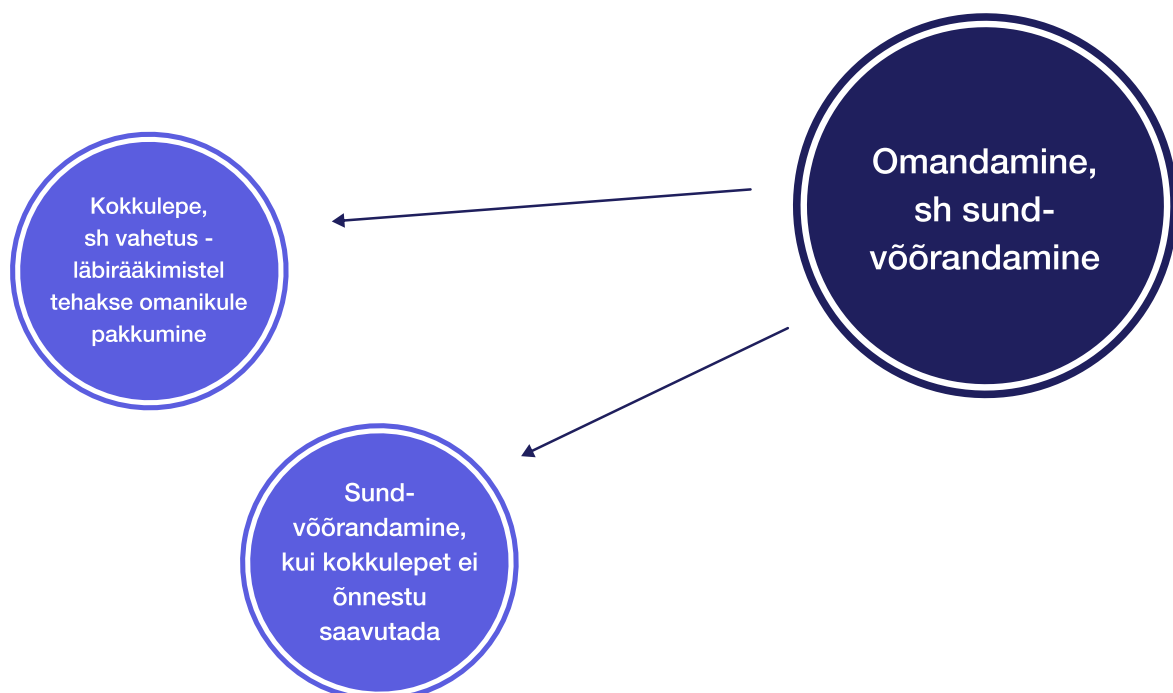 Omandamine,
sh sund-
võõrandamine
Kokkulepe,
sh vahetus -
läbirääkimistel
tehakse omanikule
pakkumine
Sund-
võõrandamine,
kui kokkulepet ei
õnnestu
saavutada